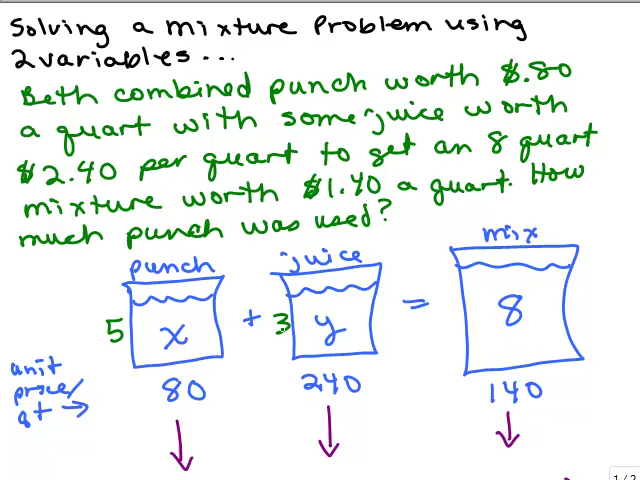 Solving a mixture Problem using
2 variables...
Beth combined punch worth $.80
a quart with some juice worth
$2.40 per quart to get an 8 quart
mixture worth $1.40 a quart. How
much punch was used?
punch juice mix
5 x + 3 y = 8
unit
price/
qt → 80 240 140
1/2